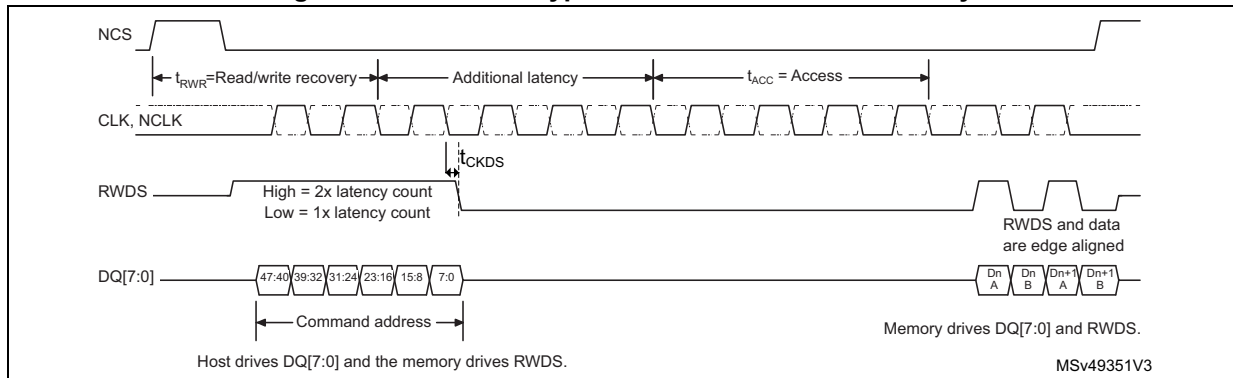 NCS
tRWR=Read/write recovery
Additional latency
tACC = Access
CLK, NCLK
tCKDS
RWDS
High = 2x latency count
Low = 1x latency count
RWDS and data
are edge aligned
DQ[7:0]
47:40 39:32 31:24 23:16 15:8 7:0
Dn Dn Dn+1 Dn+1
A B A B
Command address
Memory drives DQ[7:0] and RWDS.
Host drives DQ[7:0] and the memory drives RWDS.
MSv49351V3